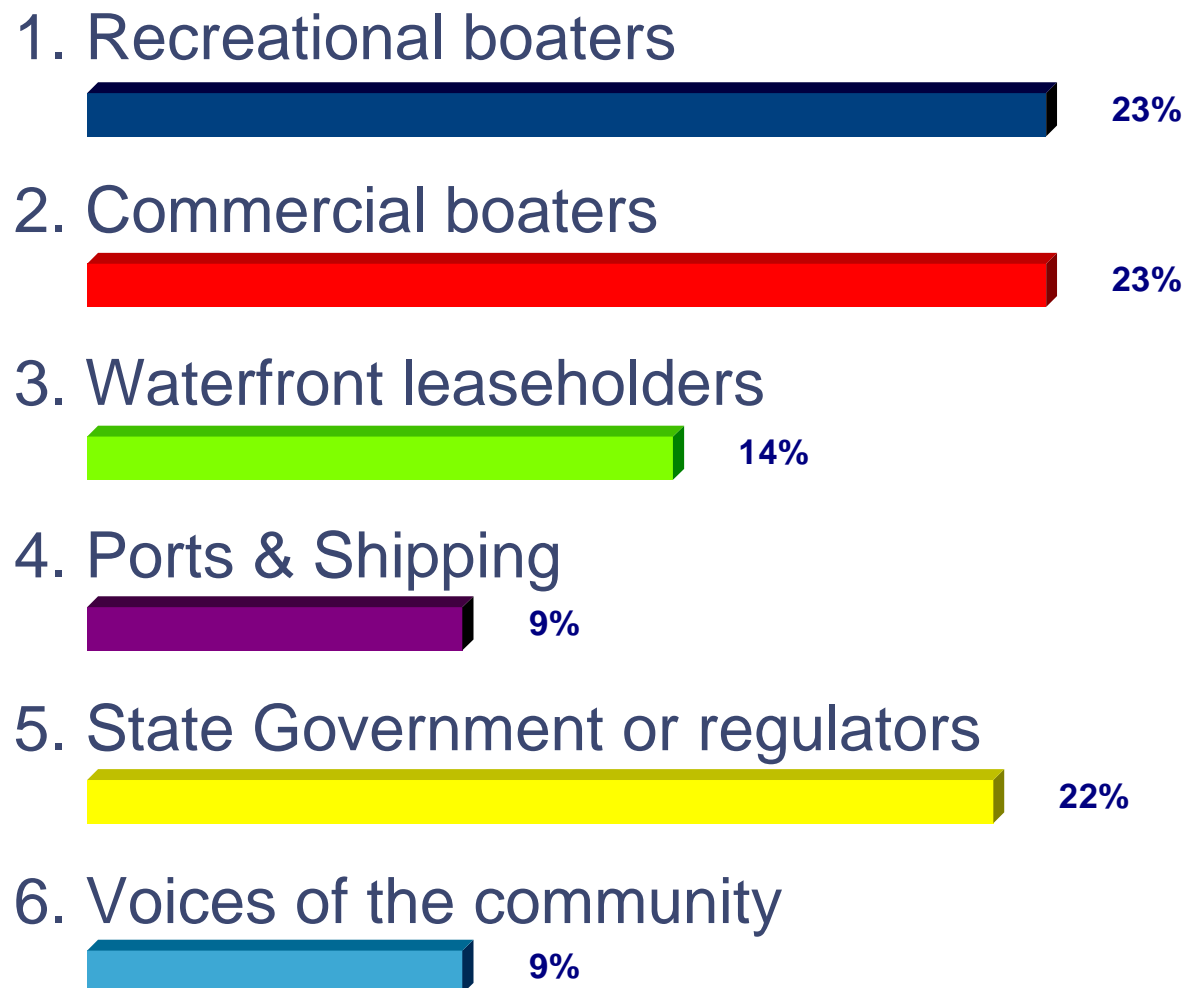 1. Recreational boaters
23%
2. Commercial boaters
23%
3. Waterfront leaseholders
14%
4. Ports & Shipping
9%
5. State Government or regulators
22%
6. Voices of the community
9%